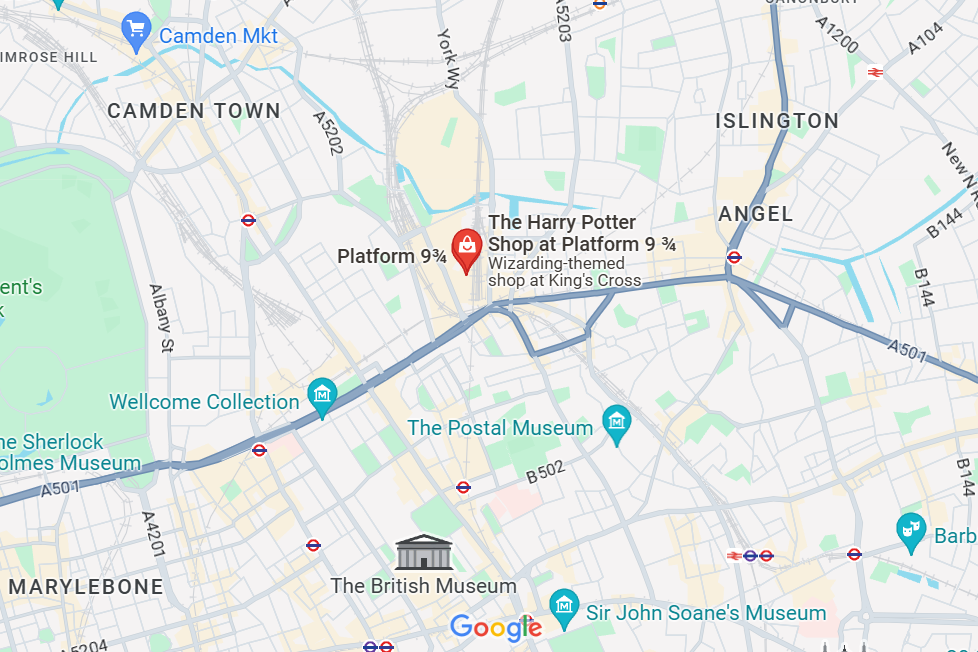 CANONBURY
A5203
Camden Mkt
A1200
A104
York Wy
IMROSE HILL
CAMDEN TOWN
A5202
ISLINGTON
New N R
B144
ANGEL
The Harry Potter
Shop at Platform 9 ¾
Wizarding-themed
shop at King's Cross
Platform 9¾
ent's
k
Albany St
B144
A501
Wellcome Collection
The Postal Museum
he Sherlock
olmes Museum
A501
B502
B144
A4201
Barb
The British Museum
MARYLEBONE
Google
Sir John Soane's Museum
A5204